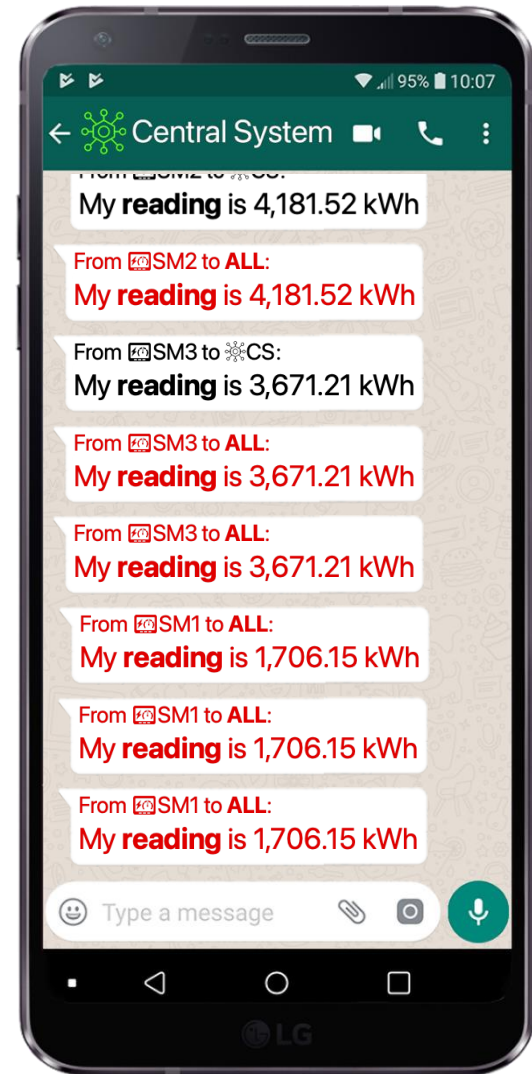 95% 10:07
Central System
From SM2 to CS:
My reading is 4,181.52 kWh
From SM2 to ALL:
My reading is 4,181.52 kWh
From SM3 to CS:
My reading is 3,671.21 kWh
From SM3 to ALL:
My reading is 3,671.21 kWh
From SM3 to ALL:
My reading is 3,671.21 kWh
From SM1 to ALL:
My reading is 1,706.15 kWh
From SM1 to ALL:
My reading is 1,706.15 kWh
From SM1 to ALL:
My reading is 1,706.15 kWh
Type a message
LG